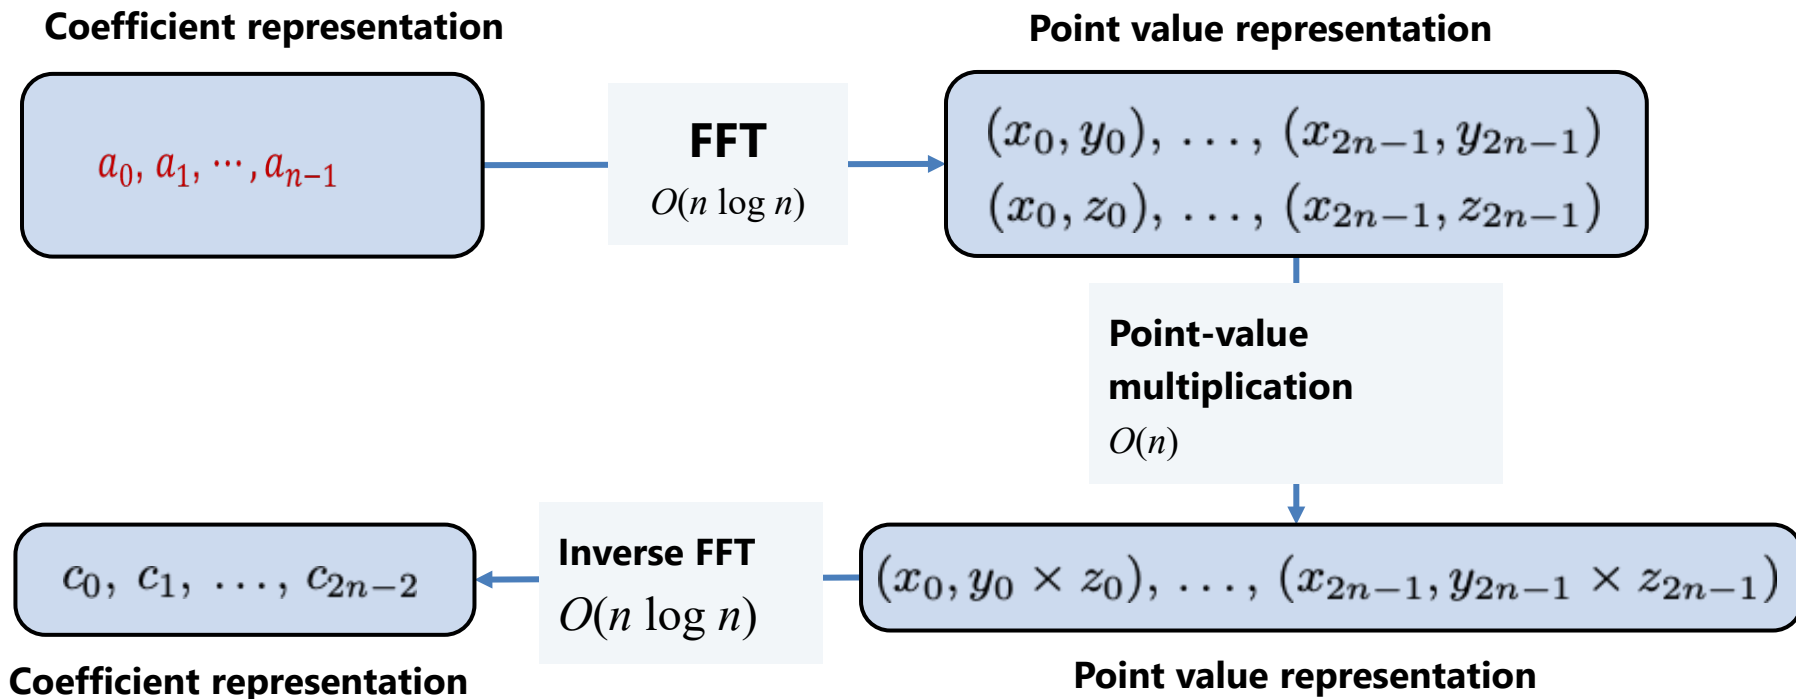 Coefficient representation
Point value representation
a₀, a₁, ⋯, aₙ₋₁
FFT
O(n log n)
(x₀, y₀), …, (x₂ₙ₋₁, y₂ₙ₋₁)
(x₀, z₀), …, (x₂ₙ₋₁, z₂ₙ₋₁)
Point-value
multiplication
O(n)
(x₀, y₀ × z₀), …, (x₂ₙ₋₁, y₂ₙ₋₁ × z₂ₙ₋₁)
Inverse FFT
O(n log n)
c₀, c₁, …, c₂ₙ₋₂
Coefficient representation
Point value representation